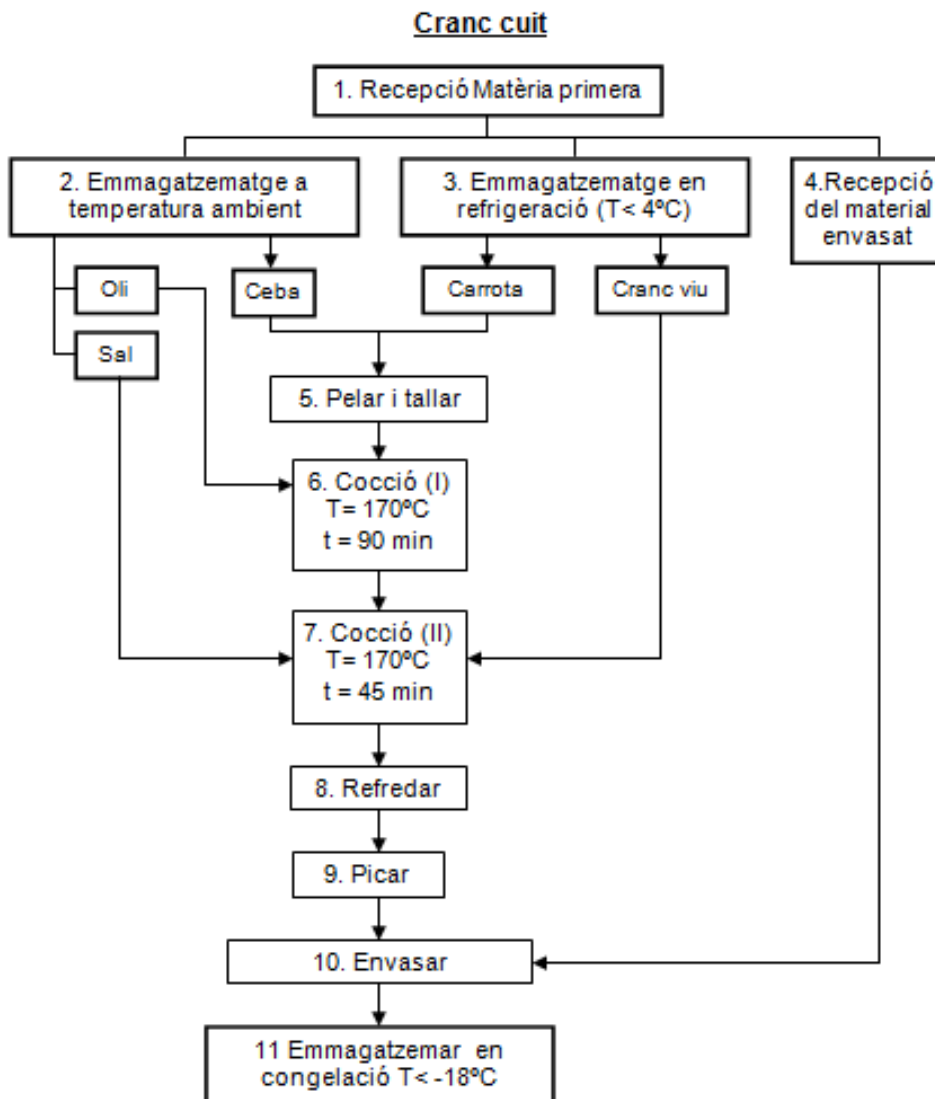 Cranc cuit
1. Recepció Matèria primera
2. Emmagatzematge a
temperatura ambient
3. Emmagatzematge en
refrigeració (T< 4ºC)
4.Recepció
del material
envasat
Oli
Ceba
Carrota
Cranc viu
Sal
5. Pelar i tallar
6. Cocció (I)
T= 170ºC
t = 90 min
7. Cocció (II)
T= 170ºC
t = 45 min
8. Refredar
9. Picar
10. Envasar
11 Emmagatzemar en
congelació T< -18ºC